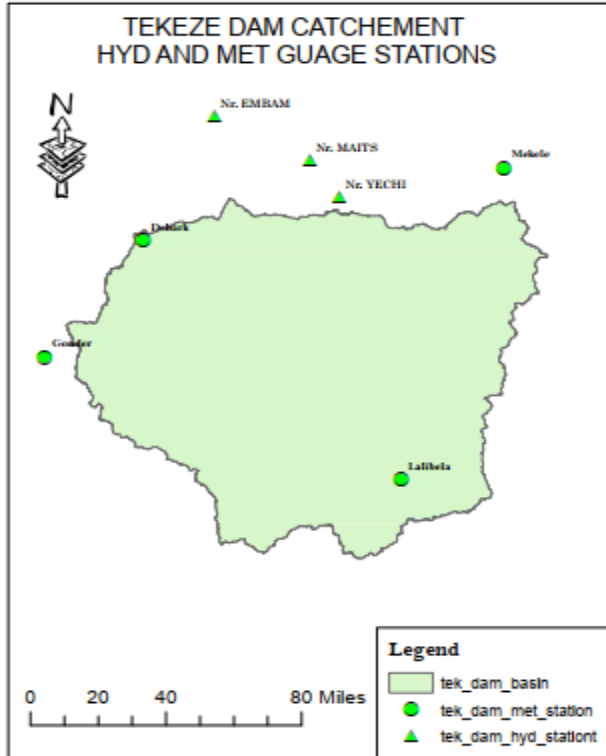 TEKEZE DAM CATCHEMENT
HYD AND MET GUAGE STATIONS
N
Nr. EMBAM
Nr. MAITS
Mekele
Nr. YECHI
Debark
Gonder
Lalibela
Legend
tek_dam_basin
tek_dam_met_station
tek_dam_hyd_stationt
0 20 40 80 Miles